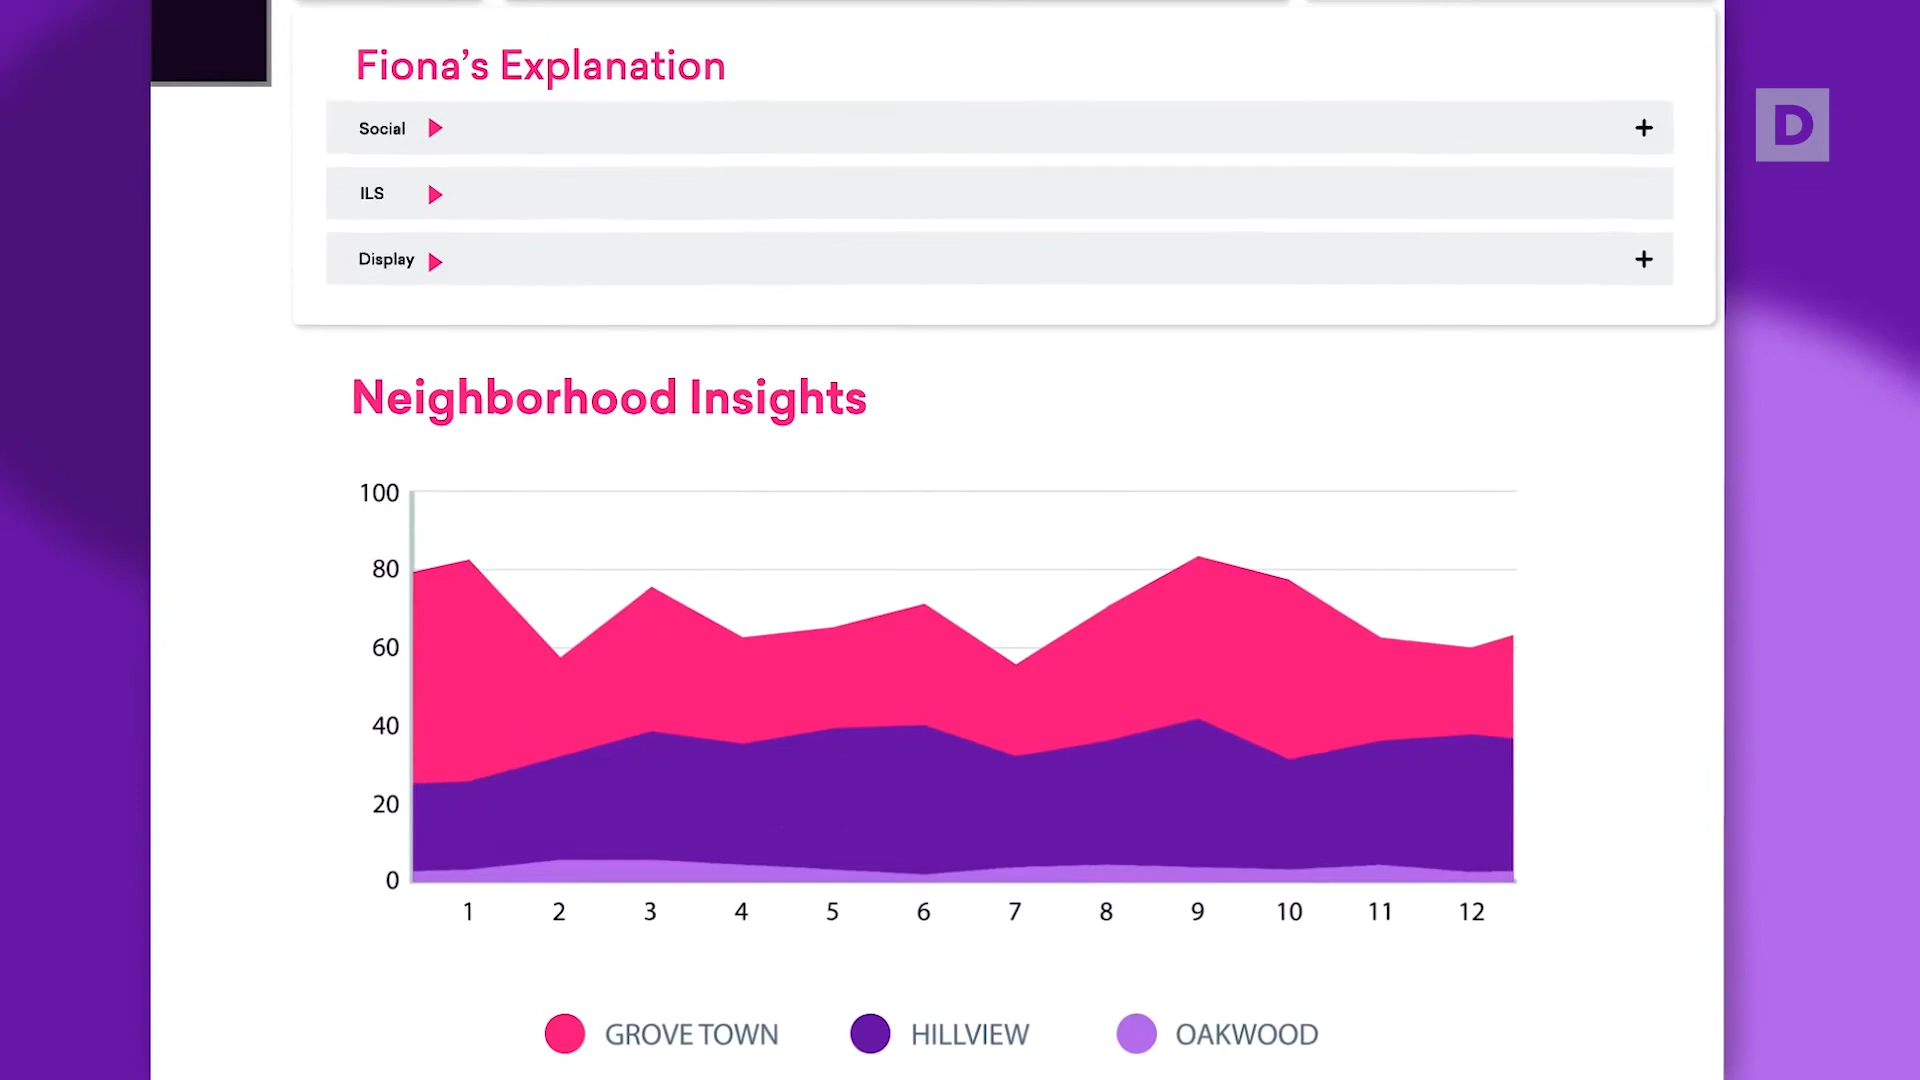 Fiona’s Explanation
Social +
D
ILS
Display +
Neighborhood Insights
100
80
60
40
20
0
1 2 3 4 5 6 7 8 9 10 11 12
GROVE TOWN HILLVIEW OAKWOOD